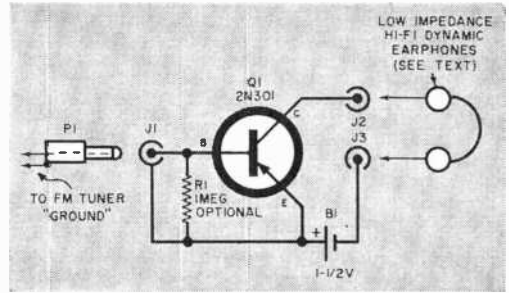 LOW IMPEDANCE
HI-FI DYNAMIC
EARPHONES
(SEE TEXT)
Q1
2N301
C
P1
J1
B
J2
J3
R1
1MEG
OPTIONAL
E
TO FM TUNER
"GROUND"
B1
+
-
1-1/2V